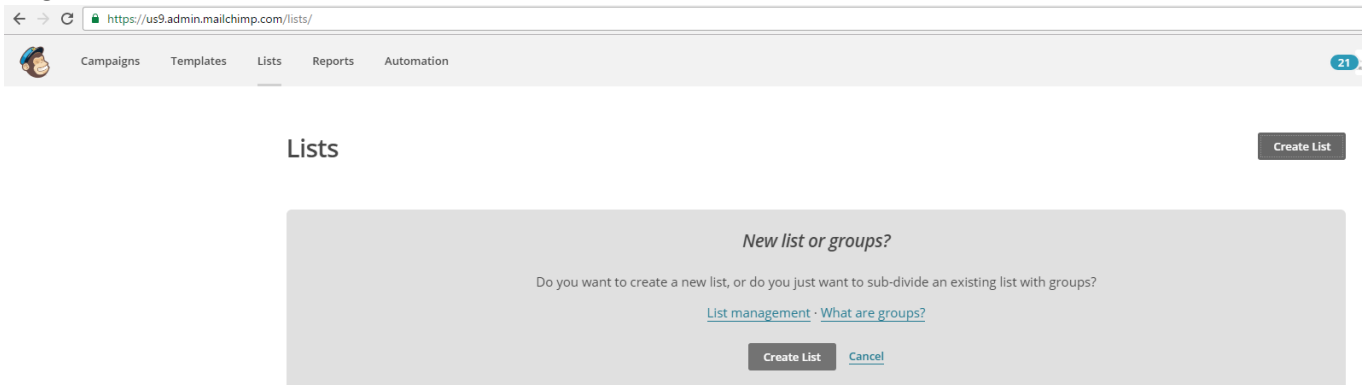 https://us9.admin.mailchimp.com/lists/
Campaigns Templates Lists Reports Automation 21
Lists Create List
New list or groups?
Do you want to create a new list, or do you just want to sub-divide an existing list with groups?
List management · What are groups?
Create List Cancel